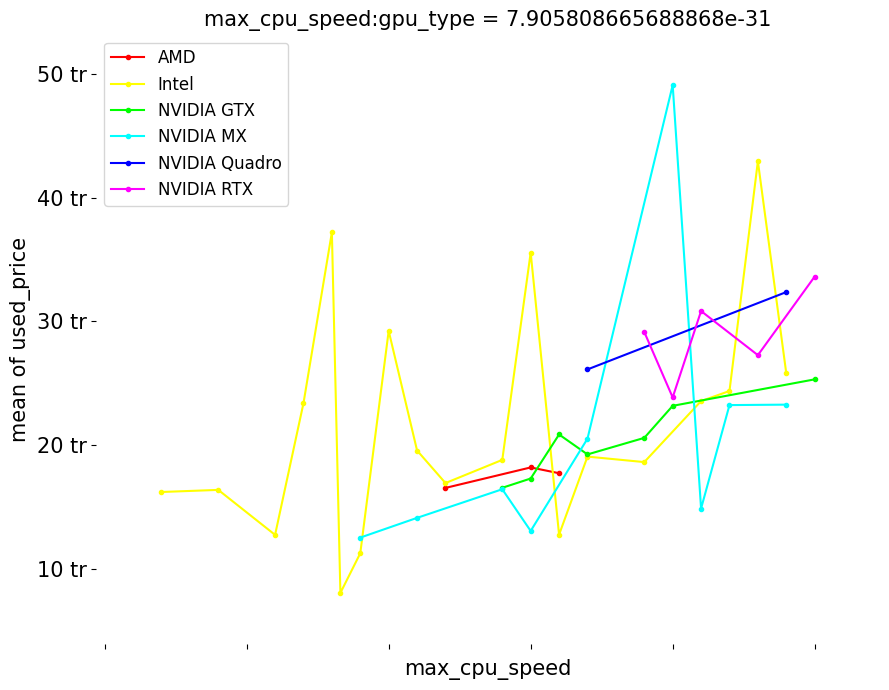 max_cpu_speed:gpu_type = 7.905808665688868e-31
AMD
Intel
NVIDIA GTX
NVIDIA MX
NVIDIA Quadro
NVIDIA RTX
50 tr
40 tr
30 tr
20 tr
10 tr
mean of used_price
max_cpu_speed